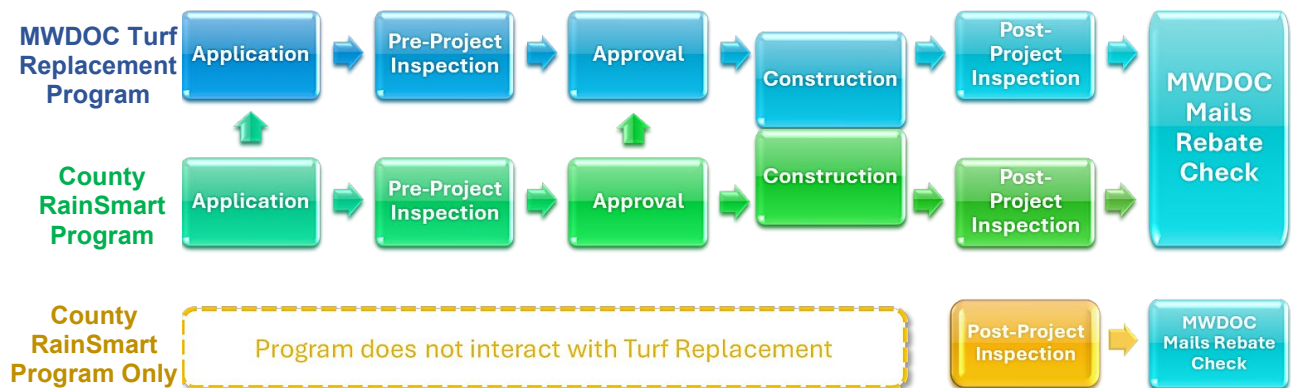 MWDOC Turf
Replacement
Program
Application
Pre-Project
Inspection
Approval
Construction
Post-
Project
Inspection
MWDOC
Mails
Rebate
Check
County
RainSmart
Program
Application
Pre-Project
Inspection
Approval
Construction
Post-
Project
Inspection
County
RainSmart
Program Only
Program does not interact with Turf Replacement
Post-Project
Inspection
MWDOC
Mails Rebate
Check